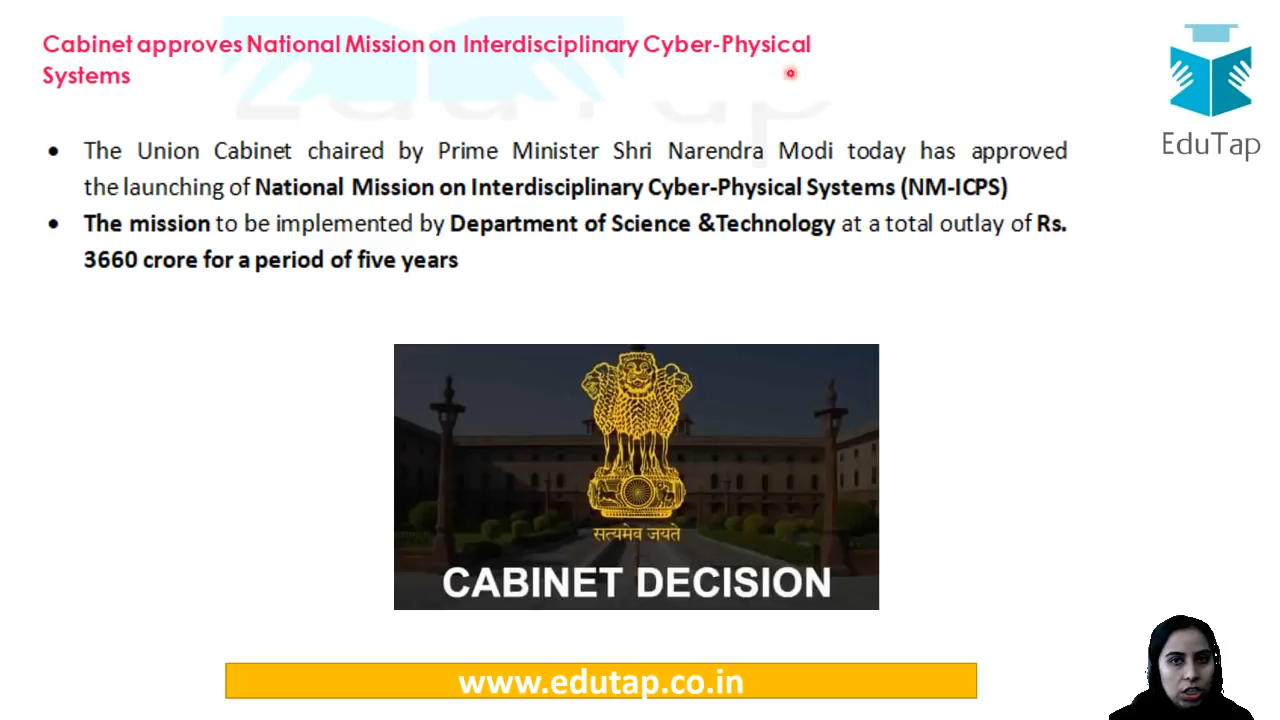 Cabinet approves National Mission on Interdisciplinary Cyber-Physical
Systems
EduTap
EduTap
• The Union Cabinet chaired by Prime Minister Shri Narendra Modi today has approved
the launching of National Mission on Interdisciplinary Cyber-Physical Systems (NM-ICPS)
• The mission to be implemented by Department of Science &Technology at a total outlay of Rs.
3660 crore for a period of five years
सत्यमेव जयते
CABINET DECISION
www.edutap.co.in